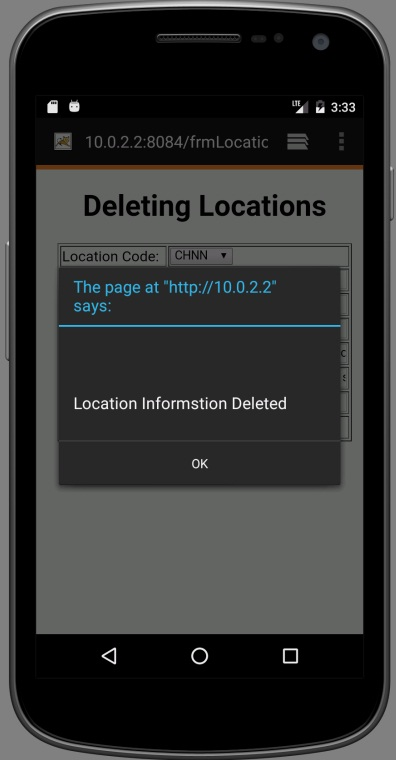 LTE 3:33
10.0.2.2:8084/frmLocatic
Deleting Locations
Location Code: CHNN
The page at "http://10.0.2.2"
says:
Location Informstion Deleted
OK